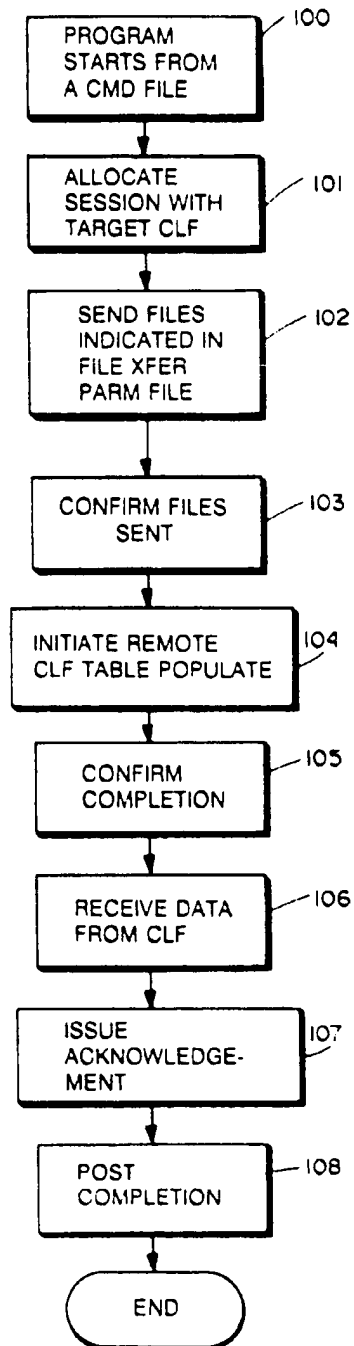 100
PROGRAM
STARTS FROM
A CMD FILE
ALLOCATE
SESSION WITH
TARGET CLF
101
SEND FILES
INDICATED IN
FILE XFER
PARM FILE
102
CONFIRM FILES
SENT
103
INITIATE REMOTE
CLF TABLE POPULATE
104
105
CONFIRM
COMPLETION
RECEIVE DATA
FROM CLF
106
ISSUE
ACKNOWLEDGE-
MENT
107
POST
COMPLETION
108
END